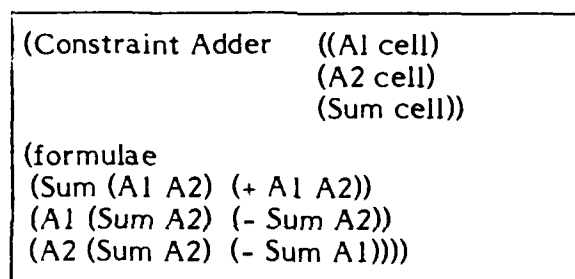 (Constraint Adder ((A1 cell)
(A2 cell)
(Sum cell))
(formulae
(Sum (A1 A2) (+ A1 A2))
(A1 (Sum A2) (- Sum A2))
(A2 (Sum A2) (- Sum A1))))